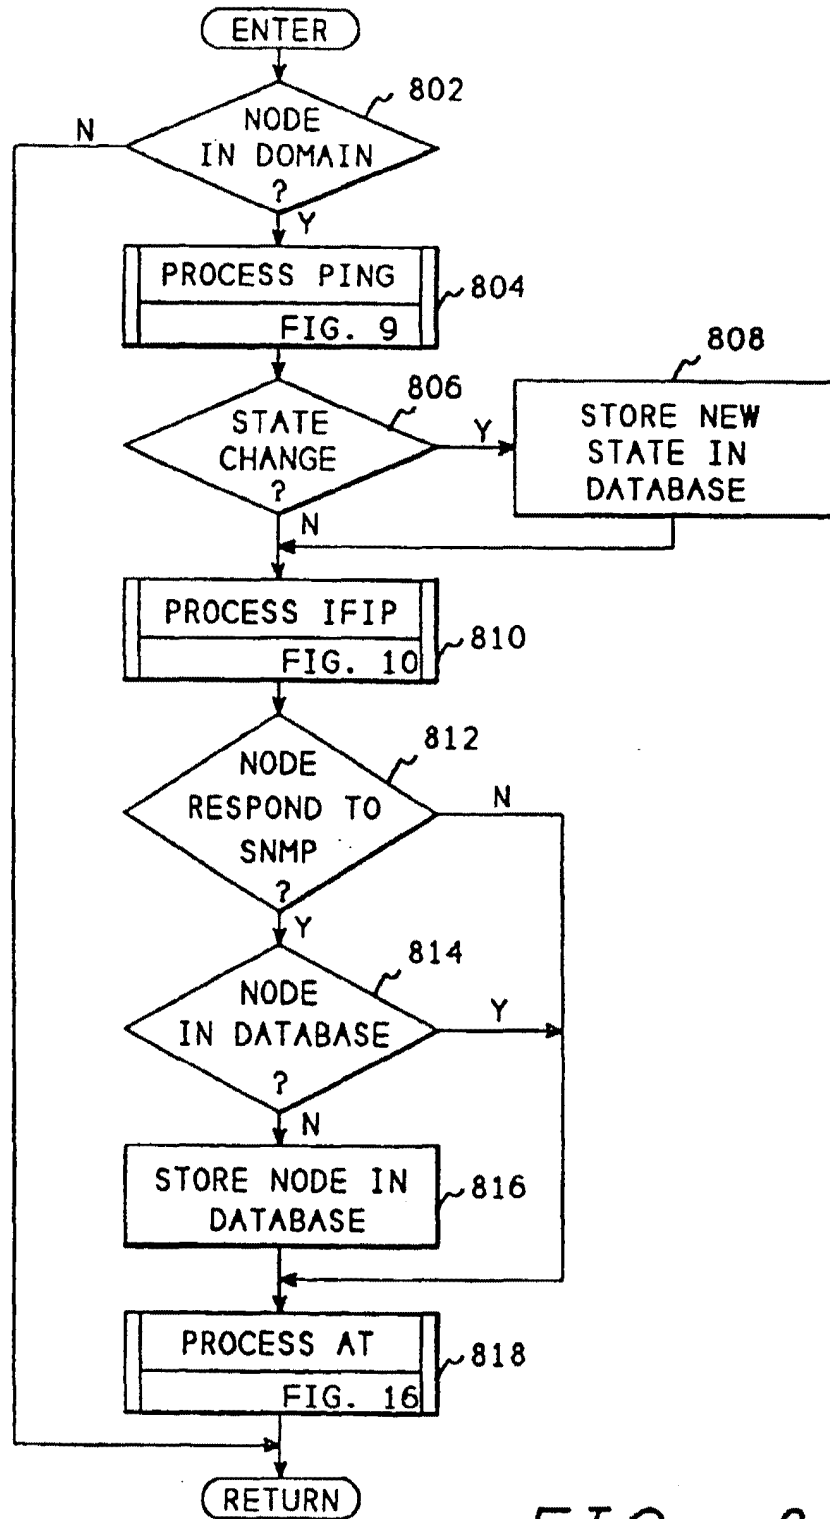 ENTER
802
NODE
IN DOMAIN
?
N
Y
PROCESS PING
FIG. 9
804
806
STATE
CHANGE
?
Y
N
808
STORE NEW
STATE IN
DATABASE
PROCESS IFIP
FIG. 10
810
812
NODE
RESPOND TO
SNMP
?
N
Y
814
NODE
IN DATABASE
?
Y
N
STORE NODE IN
DATABASE
816
PROCESS AT
FIG. 16
818
RETURN